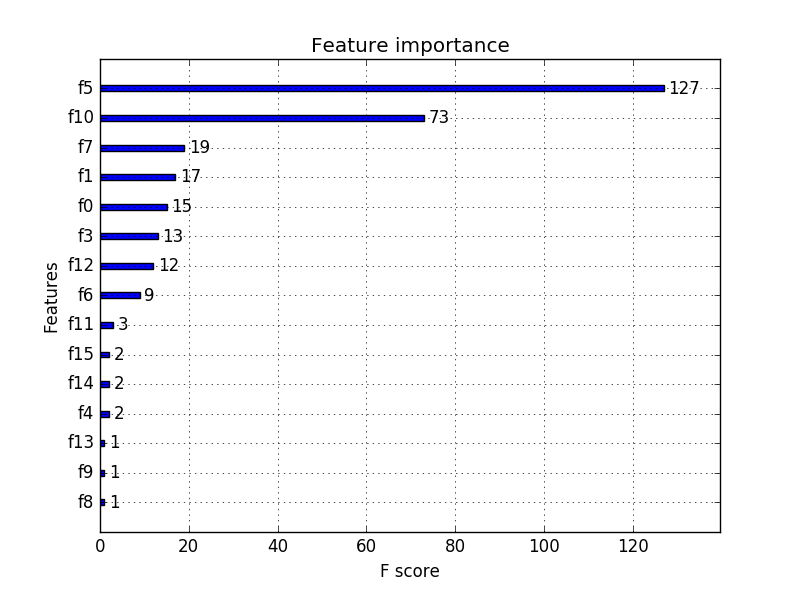 Feature importance
f5 127
f10 73
f7 19
f1 17
f0 15
f3 13
f12 12
f6 9
f11 3
f15 2
f14 2
f4 2
f13 1
f9 1
f8 1
Features
0 20 40 60 80 100 120
F score